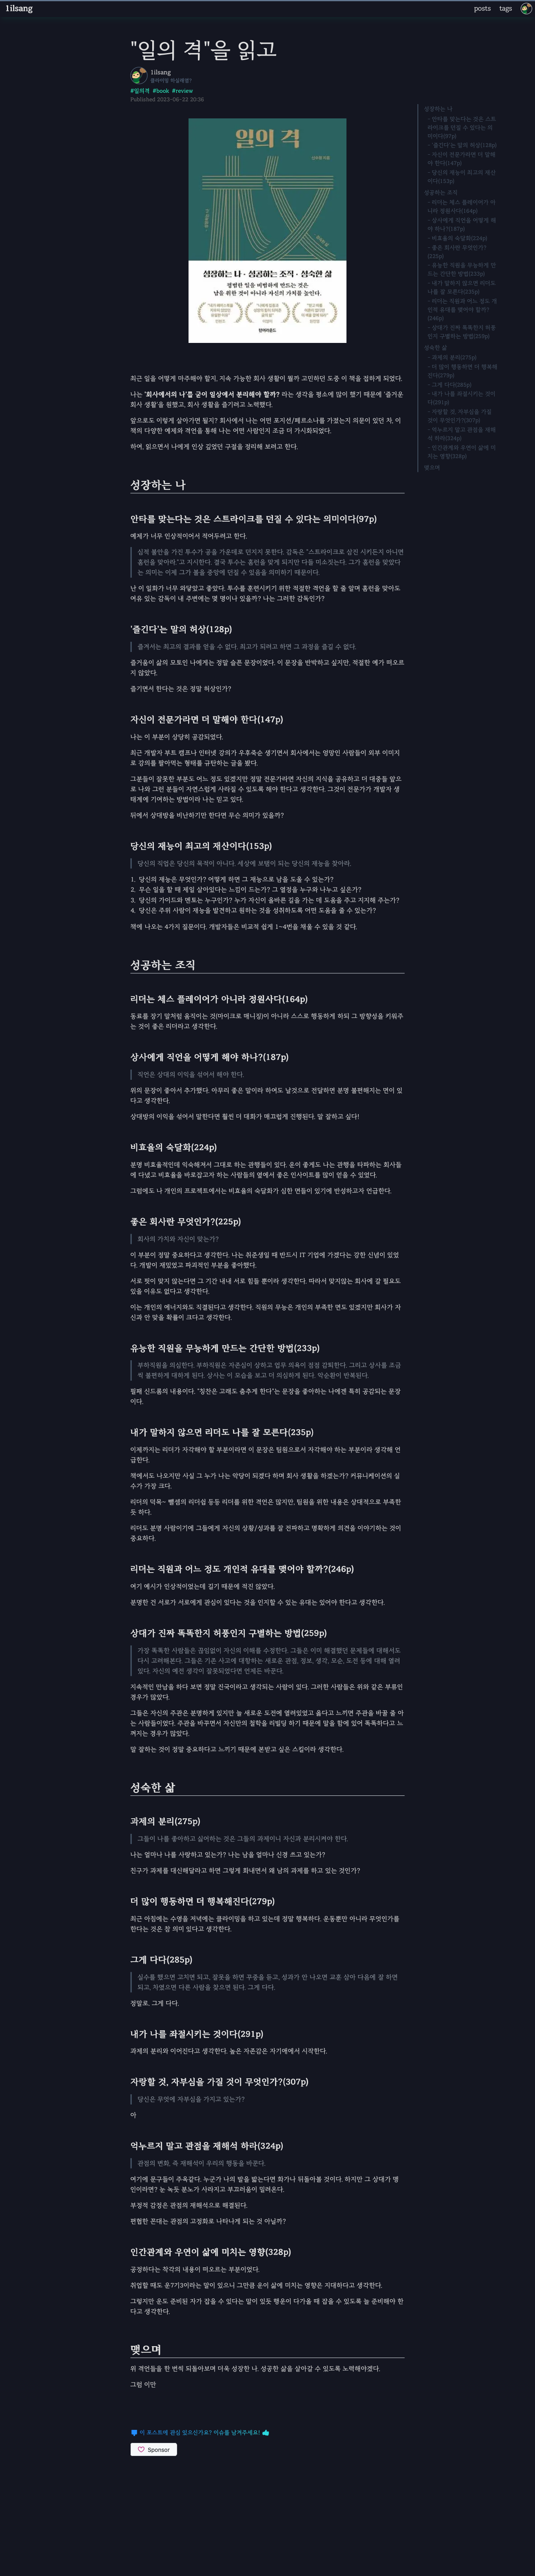 1ilsang
posts
tags
"일의 격"을 읽고
1ilsang
#일의격 #book #review
Published 2023-06-22 20:36
일의 격
성장하는 나 · 성공하는 조직 · 성숙한 삶
성장하는 나
- 안타를 맞는다는 것은 스트
라이크를 던질 수 있다는 의
미이다(97p)
- '즐긴다'는 말의 허상(128p)
- 자신이 전문가라면 더 말해
야 한다(147p)
- 당신의 재능이 최고의 재산
이다(153p)
성공하는 조직
- 리더는 체스 플레이어가 아
니라 정원사다(164p)
- 상사에게 직언을 어떻게 해
야 하나?(187p)
- 비효율의 숙달화(224p)
- 좋은 회사란 무엇인가?
(225p)
- 유능한 직원을 무능하게 만
드는 간단한 방법(233p)
- 내가 말하지 않으면 리더도
나를 잘 모른다(235p)
- 리더는 직원과 어느 정도 개
인적 유대를 맺어야 할까?
(246p)
- 상대가 진짜 똑똑한지 허풍
인지 구별하는 방법(259p)
성숙한 삶
- 과제의 분리(275p)
- 더 많이 행동하면 더 행복해
진다(279p)
- 그게 다다(285p)
- 내가 나를 좌절시키는 것이
다(291p)
- 자랑할 것, 자부심을 가질
것이 무엇인가?(307p)
- 억누르지 말고 관점을 재해
석 하라(324p)
- 인간관계와 우연이 삶에 미
치는 영향(328p)
맺으며
최근 일을 어떻게 마주해야 할지, 지속 가능한 회사 생활이 뭘까 고민하던 도중 이 책을 접하게 되었다.
나는 '회사에서의 나'를 굳이 일상에서 분리해야 할까? 라는 생각을 평소에 많이 했기 때문에 '즐거운
회사 생활'을 원했고, 회사 생활을 즐기려고 노력했다.
앞으로도 이렇게 살아가면 될지? 회사에서 나는 어떤 포지션/페르소나를 가졌는지 의문이 있던 차, 이
책의 다양한 예제와 격언을 통해 나는 어떤 사람인지 조금 더 가시화되었다.
하여, 읽으면서 나에게 인상 깊었던 구절을 정리해 보려고 한다.
성장하는 나
안타를 맞는다는 것은 스트라이크를 던질 수 있다는 의미이다(97p)
예제가 너무 인상적이어서 적어두려고 한다.
심적 불안을 가진 투수가 공을 가운데로 던지지 못한다. 감독은 "스트라이크로 삼진 시키든지 아니면
홈런을 맞아라."고 지시한다. 결국 투수는 홈런을 맞게 되지만 다들 미소짓는다. 그가 홈런을 맞았다
는 의미는 이제 그가 볼을 중앙에 던질 수 있음을 의미하기 때문이다.
난 이 일화가 너무 와닿았고 좋았다. 투수를 훈련시키기 위한 적절한 격언을 할 줄 알며 홈런을 맞아도
여유 있는 감독이 내 주변에는 몇 명이나 있을까? 나는 그러한 감독인가?
'즐긴다'는 말의 허상(128p)
즐겨서는 최고의 결과를 얻을 수 없다. 최고가 되려고 하면 그 과정을 즐길 수 없다.
즐거움이 삶의 모토인 나에게는 정말 슬픈 문장이었다. 이 문장을 반박하고 싶지만, 적절한 예가 떠오르
지 않았다.
즐기면서 한다는 것은 정말 허상인가?
자신이 전문가라면 더 말해야 한다(147p)
나는 이 부분이 상당히 공감되었다.
최근 개발자 부트 캠프나 인터넷 강의가 우후죽순 생기면서 회사에서는 엉망인 사람들이 외부 이미지
로 강의를 팔아먹는 형태를 규탄하는 글을 봤다.
그분들이 잘못한 부분도 어느 정도 있겠지만 정말 전문가라면 자신의 지식을 공유하고 더 대중들 앞으
로 나와 그런 분들이 자연스럽게 사라질 수 있도록 해야 한다고 생각한다. 그것이 전문가가 개발자 생
태계에 기여하는 방법이라 나는 믿고 있다.
뒤에서 상대방을 비난하기만 한다면 무슨 의미가 있을까?
당신의 재능이 최고의 재산이다(153p)
당신의 직업은 당신의 목적이 아니다. 세상에 보탬이 되는 당신의 재능을 찾아라.
1. 당신의 재능은 무엇인가? 어떻게 하면 그 재능으로 남을 도울 수 있는가?
2. 무슨 일을 할 때 제일 살아있다는 느낌이 드는가? 그 열정을 누구와 나누고 싶은가?
3. 당신의 가이드와 멘토는 누구인가? 누가 자신이 올바른 길을 가는 데 도움을 주고 지지해 주는가?
4. 당신은 주위 사람이 재능을 발견하고 원하는 것을 성취하도록 어떤 도움을 줄 수 있는가?
책에 나오는 4가지 질문이다. 개발자들은 비교적 쉽게 1~4번을 채울 수 있을 것 같다.
성공하는 조직
리더는 체스 플레이어가 아니라 정원사다(164p)
동료를 장기 말처럼 움직이는 것(마이크로 매니징)이 아니라 스스로 행동하게 하되 그 방향성을 키워주
는 것이 좋은 리더라고 생각한다.
상사에게 직언을 어떻게 해야 하나?(187p)
직언은 상대의 이익을 섞어서 해야 한다.
위의 문장이 좋아서 추가했다. 아무리 좋은 말이라 하여도 날것으로 전달하면 분명 불편해지는 면이 있
다고 생각한다.
상대방의 이익을 섞어서 말한다면 훨씬 더 대화가 매끄럽게 진행된다. 말 잘하고 싶다!
비효율의 숙달화(224p)
분명 비효율적인데 익숙해져서 그대로 하는 관행들이 있다. 운이 좋게도 나는 관행을 타파하는 회사들
에 다녔고 비효율을 바로잡고자 하는 사람들의 옆에서 좋은 인사이트를 많이 얻을 수 있었다.
그럼에도 나 개인의 프로젝트에서는 비효율의 숙달화가 심한 면들이 있기에 반성하고자 언급한다.
좋은 회사란 무엇인가?(225p)
회사의 가치와 자신이 맞는가?
이 부분이 정말 중요하다고 생각한다. 나는 취준생일 때 반드시 IT 기업에 가겠다는 강한 신념이 있었
다. 개발이 재밌었고 파괴적인 부분을 좋아했다.
서로 핏이 맞지 않는다면 그 기간 내내 서로 힘들 뿐이라 생각한다. 따라서 맞지않는 회사에 갈 필요도
있을 이유도 없다고 생각한다.
이는 개인의 에너지와도 직결된다고 생각한다. 직원의 무능은 개인의 부족한 면도 있겠지만 회사가 자
신과 안 맞을 확률이 크다고 생각한다.
유능한 직원을 무능하게 만드는 간단한 방법(233p)
부하직원을 의심한다. 부하직원은 자존심이 상하고 업무 의욕이 점점 감퇴한다. 그리고 상사를 조금
씩 불편하게 대하게 된다. 상사는 이 모습을 보고 더 의심하게 된다. 악순환이 반복된다.
필패 신드롬의 내용이다. "칭찬은 고래도 춤추게 한다"는 문장을 좋아하는 나에겐 특히 공감되는 문장
이다.
내가 말하지 않으면 리더도 나를 잘 모른다(235p)
이제까지는 리더가 자각해야 할 부분이라면 이 문장은 팀원으로서 자각해야 하는 부분이라 생각해 언
급한다.
책에서도 나오지만 사실 그 누가 나는 악당이 되겠다 하며 회사 생활을 하겠는가? 커뮤니케이션의 실
수가 가장 크다.
리더의 덕목~ 뺄셈의 리더쉽 등등 리더를 위한 격언은 많지만, 팀원을 위한 내용은 상대적으로 부족한
듯 하다.
리더도 분명 사람이기에 그들에게 자신의 상황/성과를 잘 전파하고 명확하게 의견을 이야기하는 것이
중요하다.
리더는 직원과 어느 정도 개인적 유대를 맺어야 할까?(246p)
여기 예시가 인상적이었는데 길기 때문에 적진 않았다.
분명한 건 서로가 서로에게 관심이 있다는 것을 인지할 수 있는 유대는 있어야 한다고 생각한다.
상대가 진짜 똑똑한지 허풍인지 구별하는 방법(259p)
가장 똑똑한 사람들은 끊임없이 자신의 이해를 수정한다. 그들은 이미 해결했던 문제들에 대해서도
다시 고려해본다. 그들은 기존 사고에 대항하는 새로운 관점, 정보, 생각, 모순, 도전 등에 대해 열려
있다. 자신의 예전 생각이 잘못되었다면 언제든 바꾼다.
지속적인 만남을 하다 보면 정말 진국이라고 생각되는 사람이 있다. 그러한 사람들은 위와 같은 부류인
경우가 많았다.
그들은 자신의 주관은 분명하게 있지만 늘 새로운 도전에 열려있었고 옳다고 느끼면 주관을 바꿀 줄 아
는 사람들이었다. 주관을 바꾸면서 자신만의 철학을 리빌딩 하기 때문에 말을 함에 있어 똑똑하다고 느
껴지는 경우가 많았다.
말 잘하는 것이 정말 중요하다고 느끼기 때문에 본받고 싶은 스킬이라 생각한다.
성숙한 삶
과제의 분리(275p)
그들이 나를 좋아하고 싫어하는 것은 그들의 과제이니 자신과 분리시켜야 한다.
나는 얼마나 나를 사랑하고 있는가? 나는 남을 얼마나 신경 쓰고 있는가?
친구가 과제를 대신해달라고 하면 그렇게 화내면서 왜 남의 과제를 하고 있는 것인가?
더 많이 행동하면 더 행복해진다(279p)
최근 아침에는 수영을 저녁에는 클라이밍을 하고 있는데 정말 행복하다. 운동뿐만 아니라 무엇인가를
한다는 것은 참 의미 있다고 생각한다.
그게 다다(285p)
실수를 했으면 고치면 되고, 잘못을 하면 꾸중을 듣고, 성과가 안 나오면 교훈 삼아 다음에 잘 하면
되고, 차였으면 다른 사람을 찾으면 된다. 그게 다다.
정말로, 그게 다다.
내가 나를 좌절시키는 것이다(291p)
과제의 분리와 이어진다고 생각한다. 높은 자존감은 자기애에서 시작한다.
자랑할 것, 자부심을 가질 것이 무엇인가?(307p)
당신은 무엇에 자부심을 가지고 있는가?
아
억누르지 말고 관점을 재해석 하라(324p)
관점의 변화, 즉 재해석이 우리의 행동을 바꾼다.
여기에 문구들이 주옥같다. 누군가 나의 발을 밟는다면 화가나 뒤돌아볼 것이다. 하지만 그 상대가 맹
인이라면? 눈 녹듯 분노가 사라지고 부끄러움이 밀려온다.
부정적 감정은 관점의 재해석으로 해결된다.
편협한 꼰대는 관점의 고정화로 나타나게 되는 것 아닐까?
인간관계와 우연이 삶에 미치는 영향(328p)
공정하다는 착각의 내용이 떠오르는 부분이었다.
취업할 때도 운7기3이라는 말이 있으니 그만큼 운이 삶에 미치는 영향은 지대하다고 생각한다.
그렇지만 운도 준비된 자가 잡을 수 있다는 말이 있듯 행운이 다가올 때 잡을 수 있도록 늘 준비해야 한
다고 생각한다.
맺으며
위 격언들을 한 번씩 되돌아보며 더욱 성장한 나, 성공한 삶을 살아갈 수 있도록 노력해야겠다.
그럼 이만
이 포스트에 관심 있으신가요? 이슈를 남겨주세요!
Sponsor